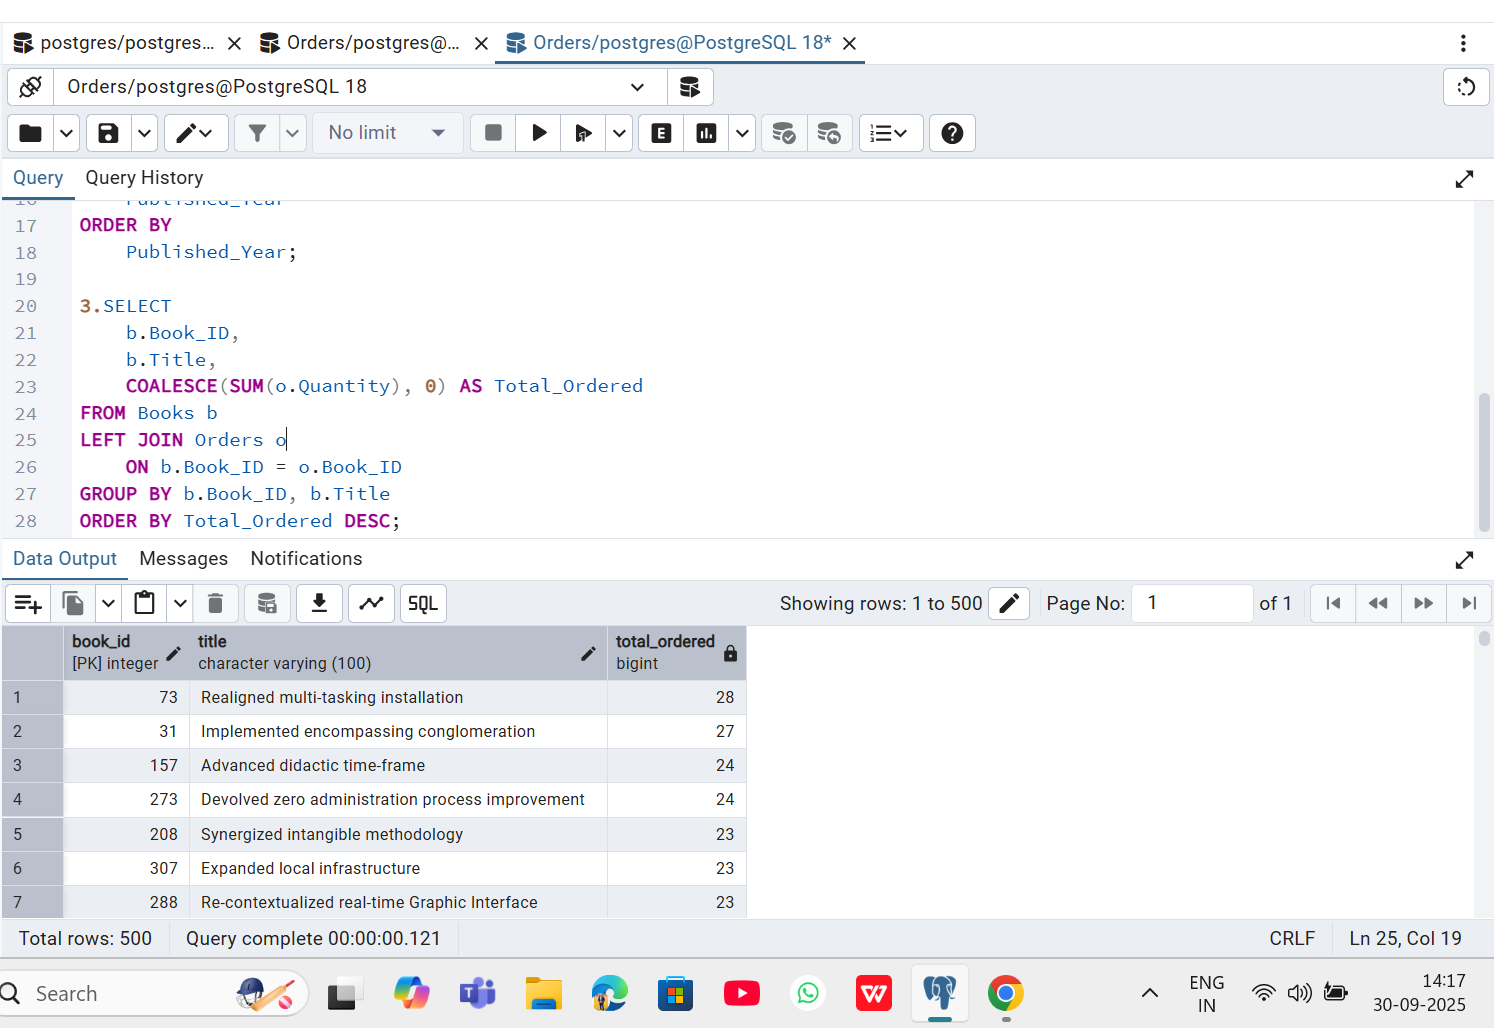 postgres/postgres... Orders/postgres@... Orders/postgres@PostgreSQL 18*
Orders/postgres@PostgreSQL 18
No limit
Query Query History
16 Published_Year
17 ORDER BY
18 Published_Year;
19
20 3.SELECT
21 b.Book_ID,
22 b.Title,
23 COALESCE(SUM(o.Quantity), 0) AS Total_Ordered
24 FROM Books b
25 LEFT JOIN Orders o
26 ON b.Book_ID = o.Book_ID
27 GROUP BY b.Book_ID, b.Title
28 ORDER BY Total_Ordered DESC;
Data Output Messages Notifications
SQL Showing rows: 1 to 500 Page No: 1 of 1
book_id title total_ordered
[PK] integer character varying (100) bigint
1 73 Realigned multi-tasking installation 28
2 31 Implemented encompassing conglomeration 27
3 157 Advanced didactic time-frame 24
4 273 Devolved zero administration process improvement 24
5 208 Synergized intangible methodology 23
6 307 Expanded local infrastructure 23
7 288 Re-contextualized real-time Graphic Interface 23
Total rows: 500 Query complete 00:00:00.121 CRLF Ln 25, Col 19
Search
ENG
IN
14:17
30-09-2025